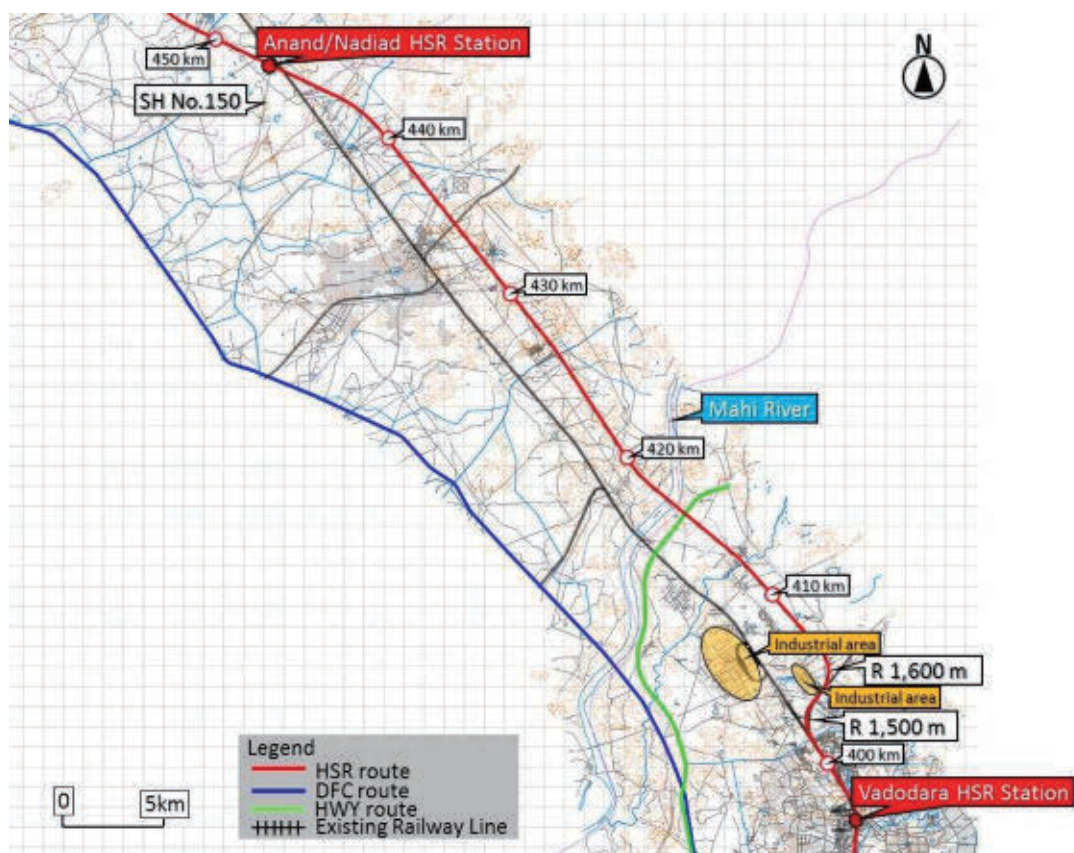 Anand/Nadiad HSR Station
N
450 km
SH No.150
440 km
430 km
Mahi River
420 km
410 km
Industrial area
R 1,600 m
Industrial area
R 1,500 m
400 km
Vadodara HSR Station
Legend
HSR route
DFC route
HWY route
Existing Railway Line
0
5km